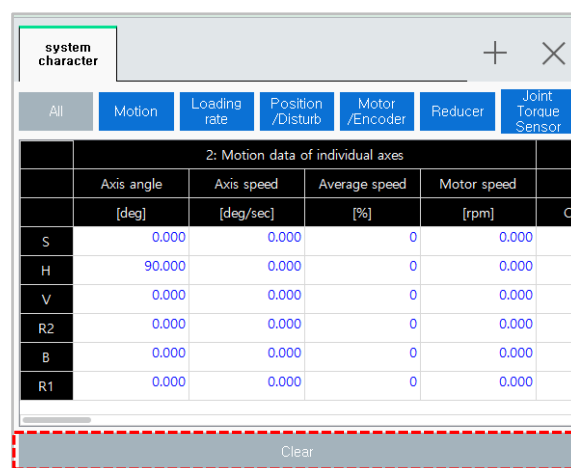 system
character
All
Motion
Loading
rate
Position
/Disturb
Motor
/Encoder
Reducer
Joint
Torque
Sensor
2: Motion data of individual axes
Axis angle Axis speed Average speed Motor speed
[deg] [deg/sec] [%] [rpm]
S 0.000 0.000 0 0.000
H 90.000 0.000 0 0.000
V 0.000 0.000 0 0.000
R2 0.000 0.000 0 0.000
B 0.000 0.000 0 0.000
R1 0.000 0.000 0 0.000
Clear